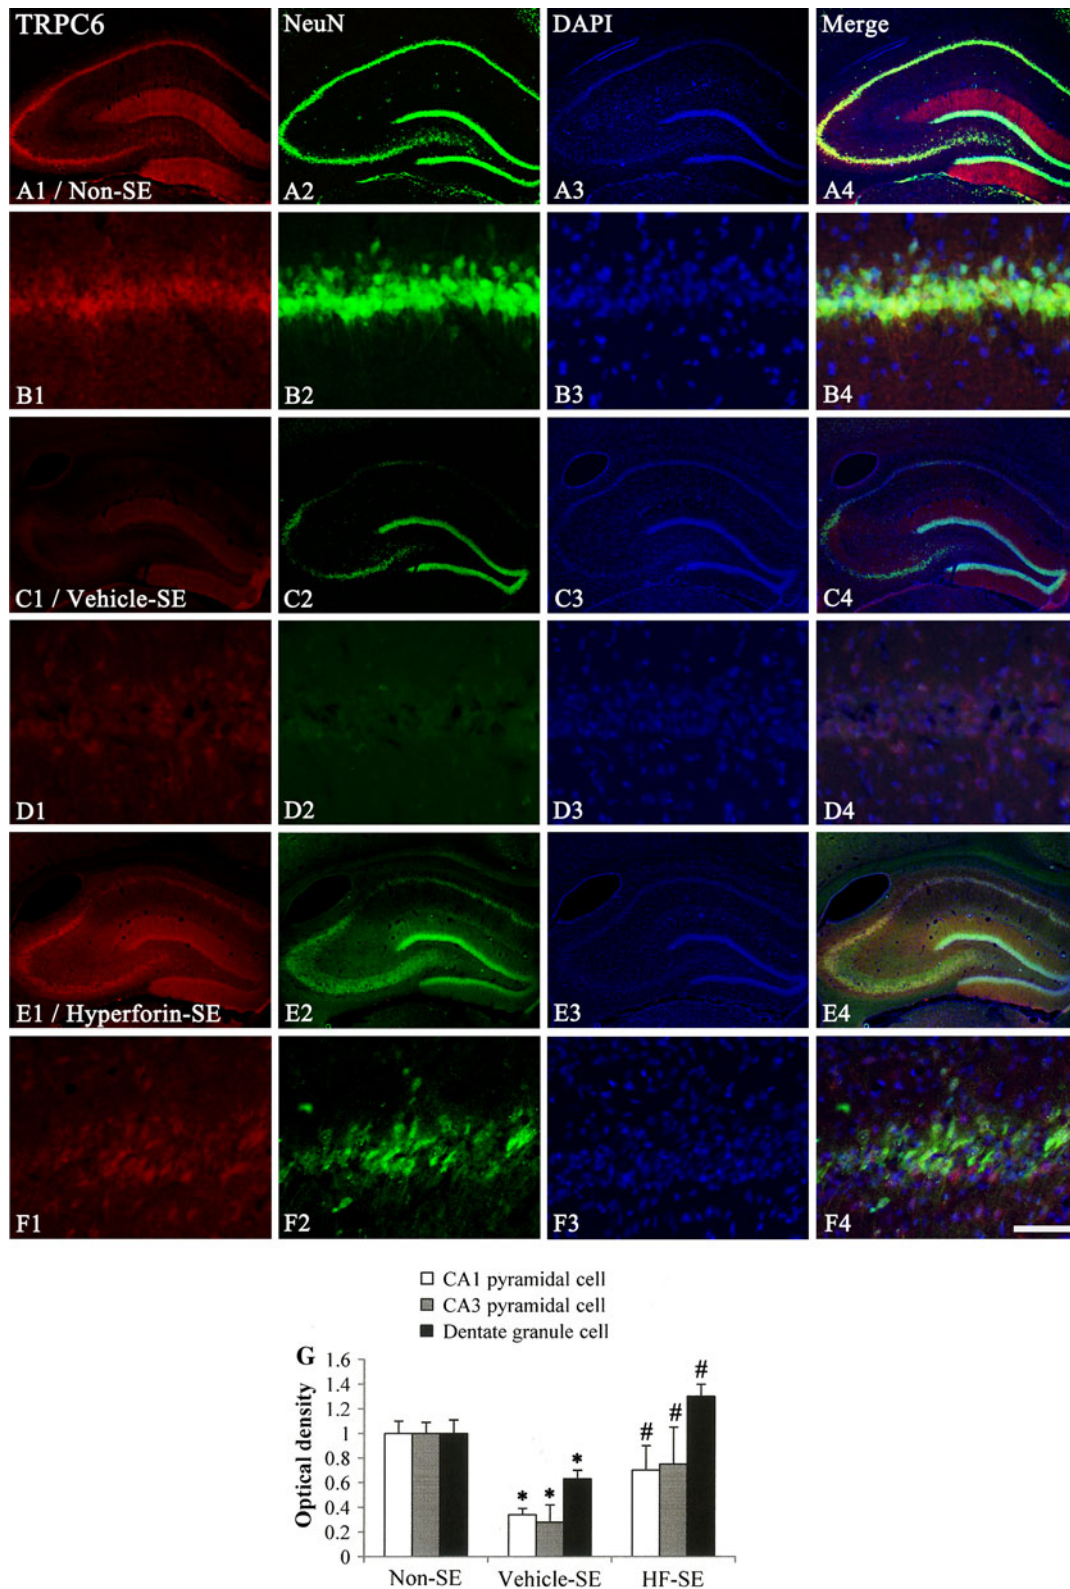 TRPC6 NeuN DAPI Merge
A1 / Non-SE A2 A3 A4
B1 B2 B3 B4
C1 / Vehicle-SE C2 C3 C4
D1 D2 D3 D4
E1 / Hyperforin-SE E2 E3 E4
F1 F2 F3 F4
CA1 pyramidal cell
CA3 pyramidal cell
Dentate granule cell
G
Optical density
1.6
1.4
1.2
1
0.8
0.6
0.4
0.2
0
* * *
# # #
Non-SE Vehicle-SE HF-SE